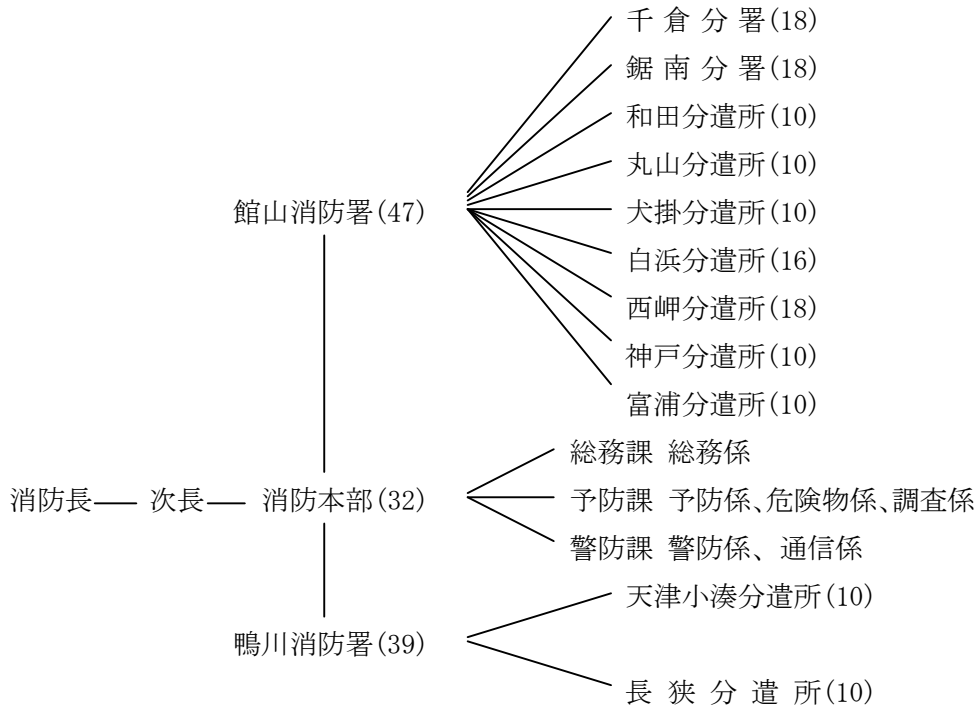 千 倉 分 署(18)
鋸 南 分 署(18)
和田分遣所(10)
丸山分遣所(10)
館山消防署(47) 犬掛分遣所(10)
白浜分遣所(16)
西岬分遣所(18)
神戸分遣所(10)
富浦分遣所(10)
総務課 総務係
消防長 次長 消防本部(32) 予防課 予防係、危険物係、調査係
警防課 警防係、通信係
天津小湊分遣所(10)
鴨川消防署(39)
長 狭 分 遣 所(10)